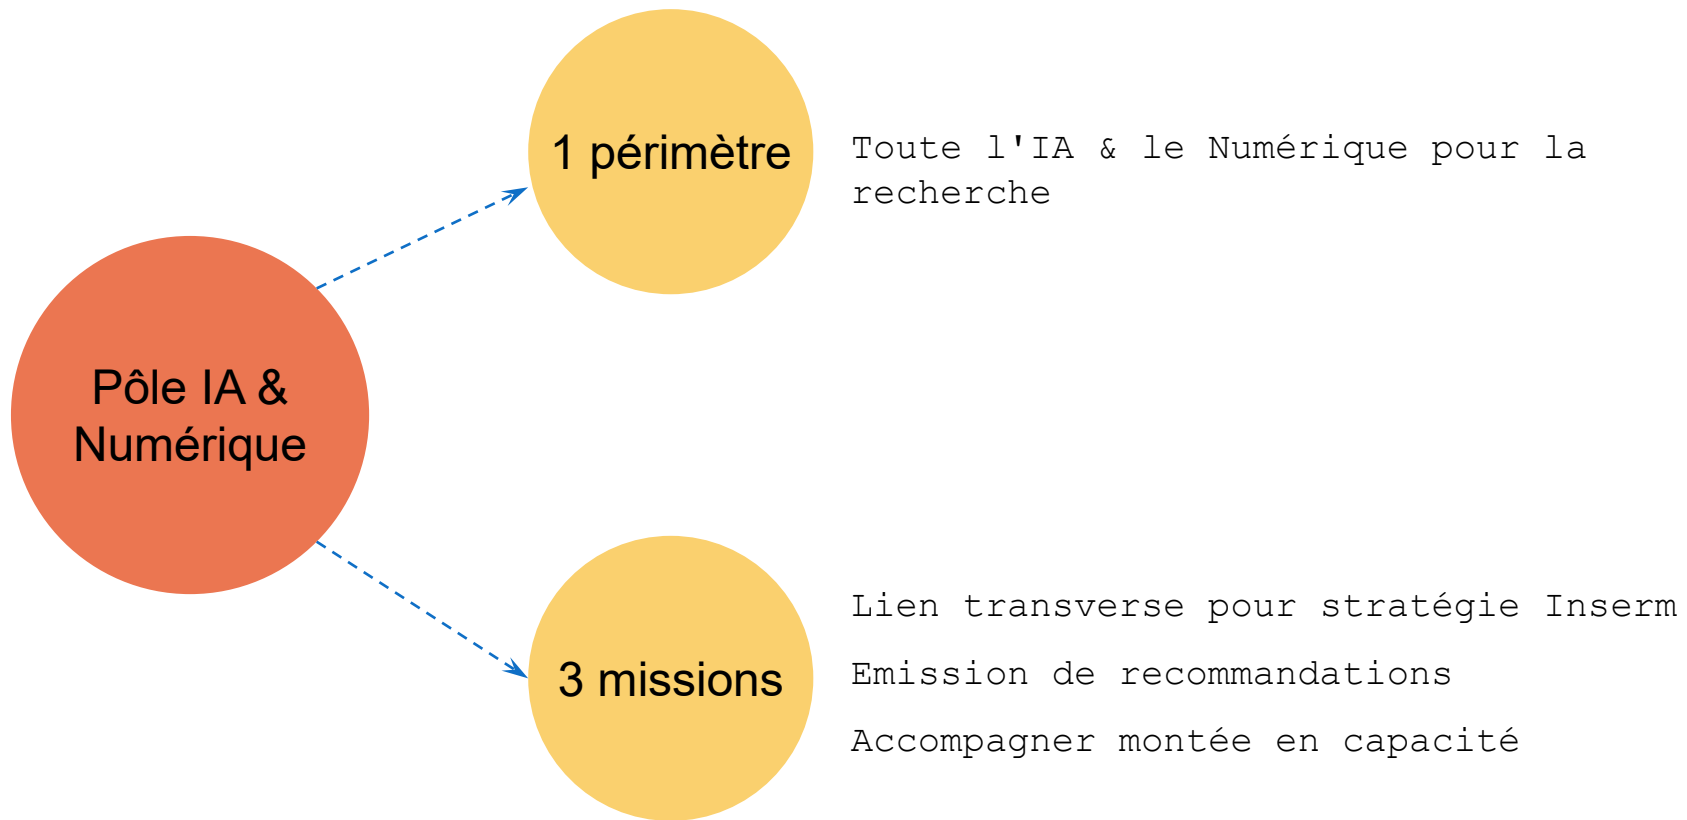 Pôle IA &
Numérique
1 périmètre
Toute l'IA & le Numérique pour la
recherche
3 missions
Lien transverse pour stratégie Inserm
Emission de recommandations
Accompagner montée en capacité